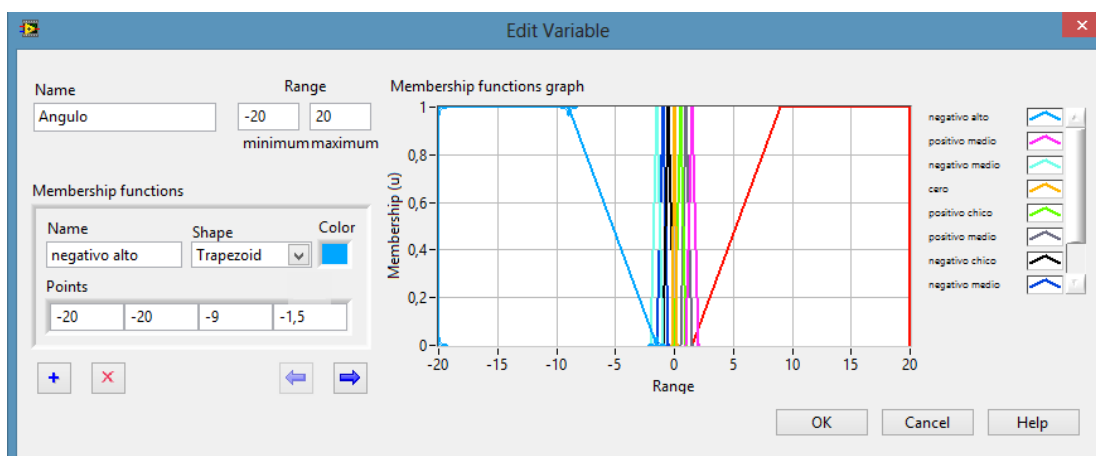 Edit Variable
Name
Range
Membership functions graph
Angulo
-20
20
minimum
maximum
Membership functions
Name
Shape
Color
negativo alto
Trapezoid
Points
-20
-20
-9
-1,5
Membership (u)
1
0,8
0,6
0,4
0,2
0
-20
-15
-10
-5
0
5
10
15
20
Range
negativo alto
positivo medio
negativo medio
cero
positivo chico
positivo medio
negativo chico
negativo medio
OK
Cancel
Help